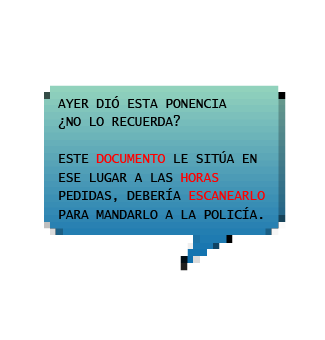 AYER DIÓ ESTA PONENCIA
¿NO LO RECUERDA?
ESTE DOCUMENTO LE SITÚA EN
ESE LUGAR A LAS HORAS
PEDIDAS, DEBERÍA ESCANEARLO
PARA MANDARLO A LA POLICÍA.